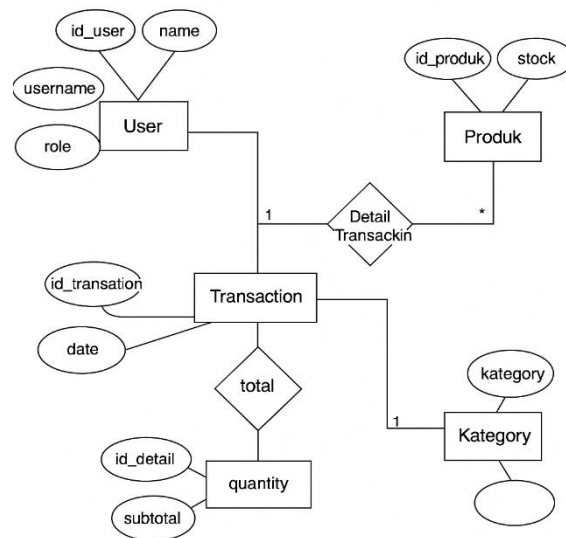 id_user
name
id_produk
stock
username
User
Produk
role
1
Detail
Transackin
*
id_transation
Transaction
date
total
kategory
1
Kategory
id_detail
quantity
subtotal